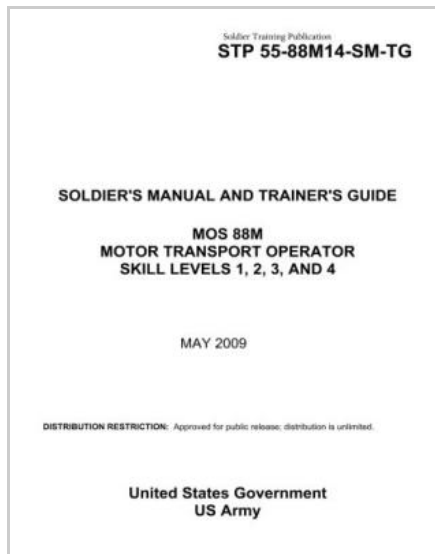 Soldier Training Publication
STP 55-88M14-SM-TG
SOLDIER'S MANUAL AND TRAINER'S GUIDE
MOS 88M
MOTOR TRANSPORT OPERATOR
SKILL LEVELS 1, 2, 3, AND 4
MAY 2009
DISTRIBUTION RESTRICTION: Approved for public release; distribution is unlimited.
United States Government
US Army